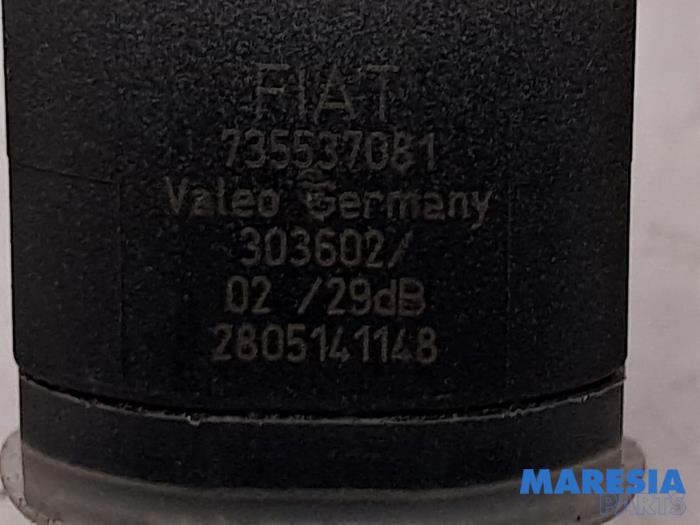 FIAT
735537081
Valeo Germany
303602/
02 /29dB
2805141148
MARESIA
PARTS